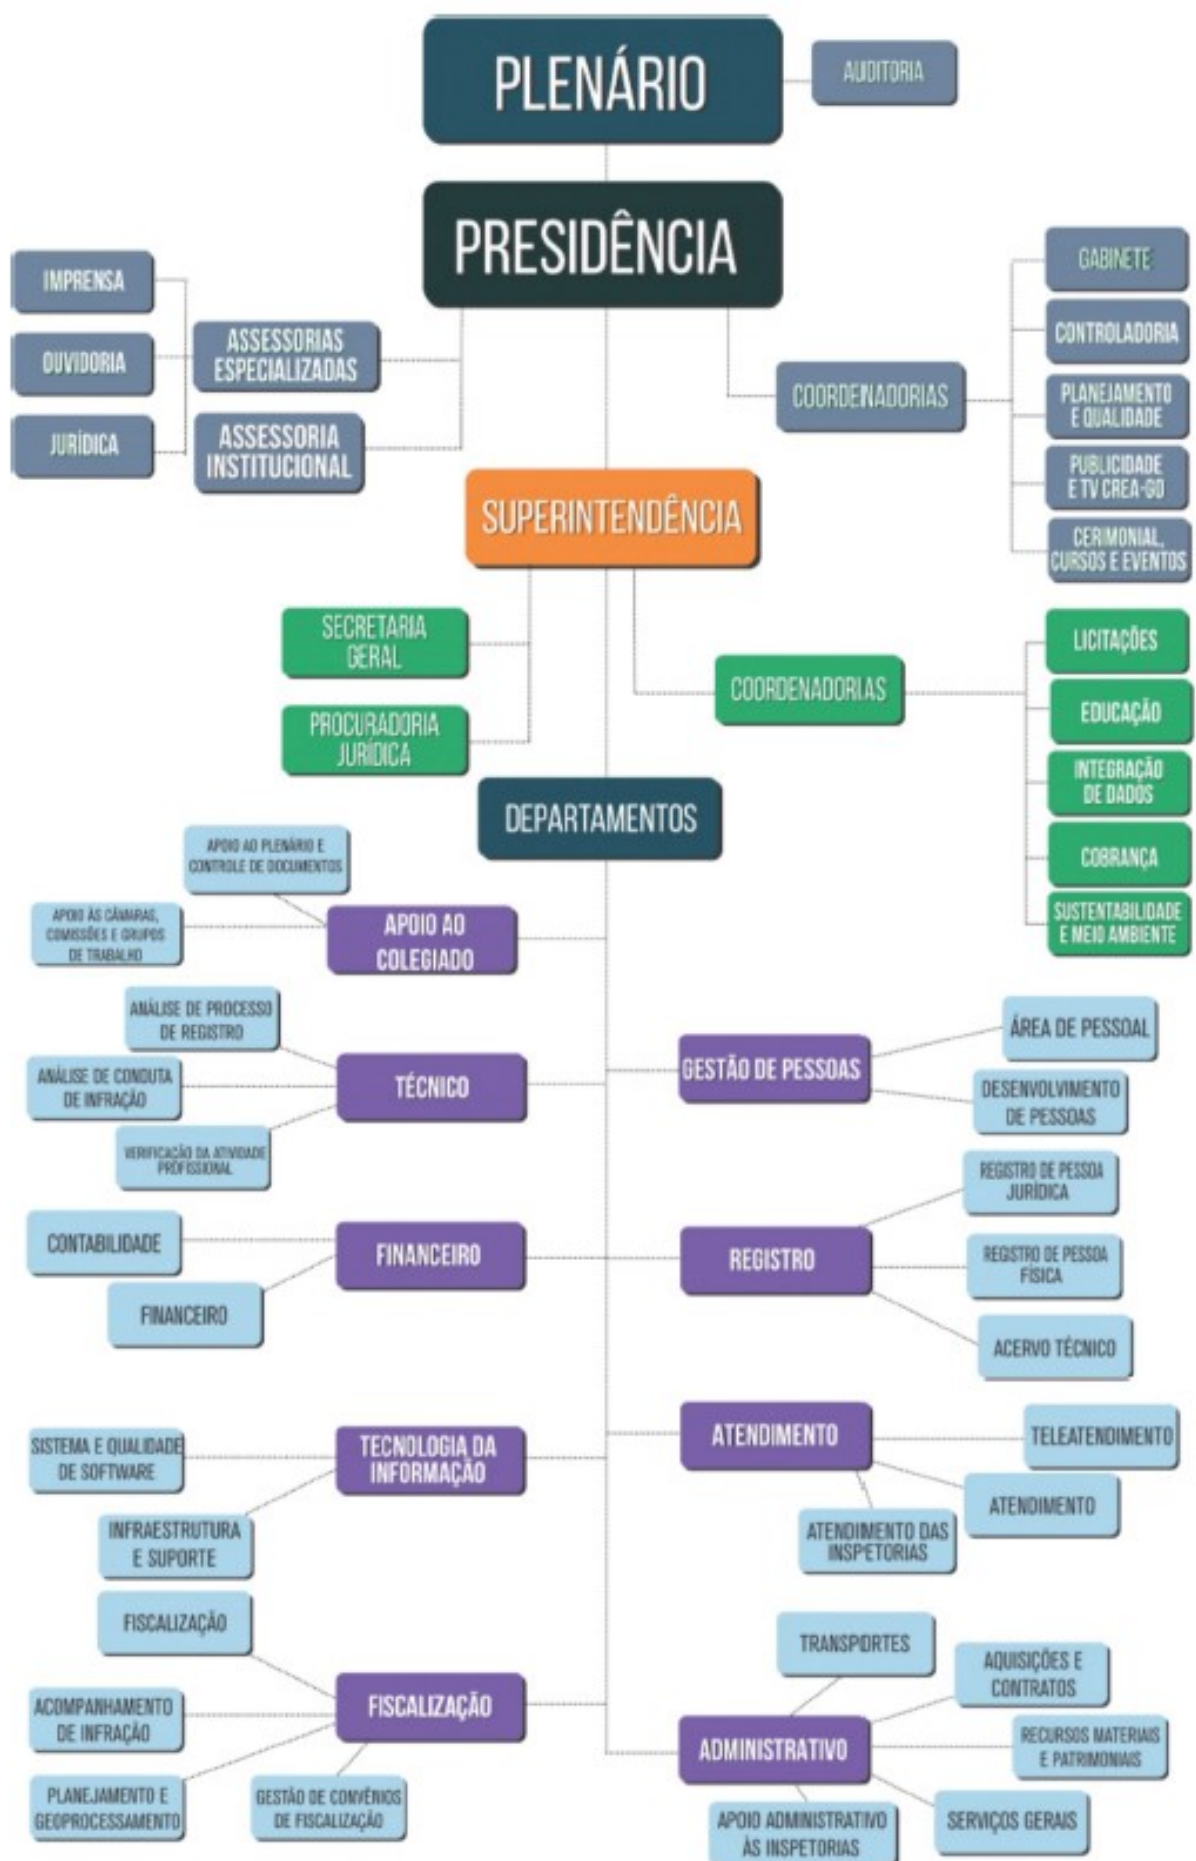 PLENÁRIO
AUDITORIA
PRESIDÊNCIA
IMPRENSA
OUVIDORIA
JURÍDICA
ASSESSORIAS
ESPECIALIZADAS
ASSESSORIA
INSTITUCIONAL
COORDEINADORIAS
GABINETE
CONTROLADORIA
PLANEJAMENTO
E QUALIDADE
PUBLICIDADE
E TV CREA-GO
CERIMONIAL,
CURSOS E EVENTOS
SUPERINTENDÊNCIA
SECRETARIA
GERAL
PROCURADORIA
JURÍDICA
COORDENADORIAS
LICITAÇÕES
EDUCAÇÃO
INTEGRAÇÃO
DE DADOS
COBRANÇA
SUSTENTABILIDADE
E MEIO AMBIENTE
DEPARTAMENTOS
APOIO AO PLENÁRIO E
CONTROLE DE DOCUMENTOS
APOIO ÀS CÂMARAS,
COMISSÕES E GRUPOS
DE TRABALHO
APOIO AO
COLEGIADO
ANÁLISE DE PROCESSO
DE REGISTRO
ANÁLISE DE CONDUTA
DE INFRAÇÃO
VERIFICAÇÃO DA ATIVIDADE
PROFISSIONAL
TÉCNICO
GESTÃO DE PESSOAS
ÁREA DE PESSOAL
DESENVOLVIMENTO
DE PESSOAS
CONTABILIDADE
FINANCEIRO
FINANCEIRO
REGISTRO
REGISTRO DE PESSOA
JURÍDICA
REGISTRO DE PESSOA
FÍSICA
ACERVO TÉCNICO
SISTEMA E QUALIDADE
DE SOFTWARE
INFRAESTRUTURA
E SUPORTE
TECNOLOGIA DA
INFORMAÇÃO
ATENDIMENTO
TELEATENDIMENTO
ATENDIMENTO
ATENDIMENTO DAS
INSPETORIAS
FISCALIZAÇÃO
ACOMPANHAMENTO
DE INFRAÇÃO
PLANEJAMENTO E
GEOPROCESSAMENTO
GESTÃO DE CONVÊNIOS
DE FISCALIZAÇÃO
FISCALIZAÇÃO
ADMINISTRATIVO
TRANSPORTES
AQUISIÇÕES E
CONTRATOS
RECURSOS MATERIAIS
E PATRIMONIAIS
SERVIÇOS GERAIS
APOIO ADMINISTRATIVO
ÀS INSPETORIAS